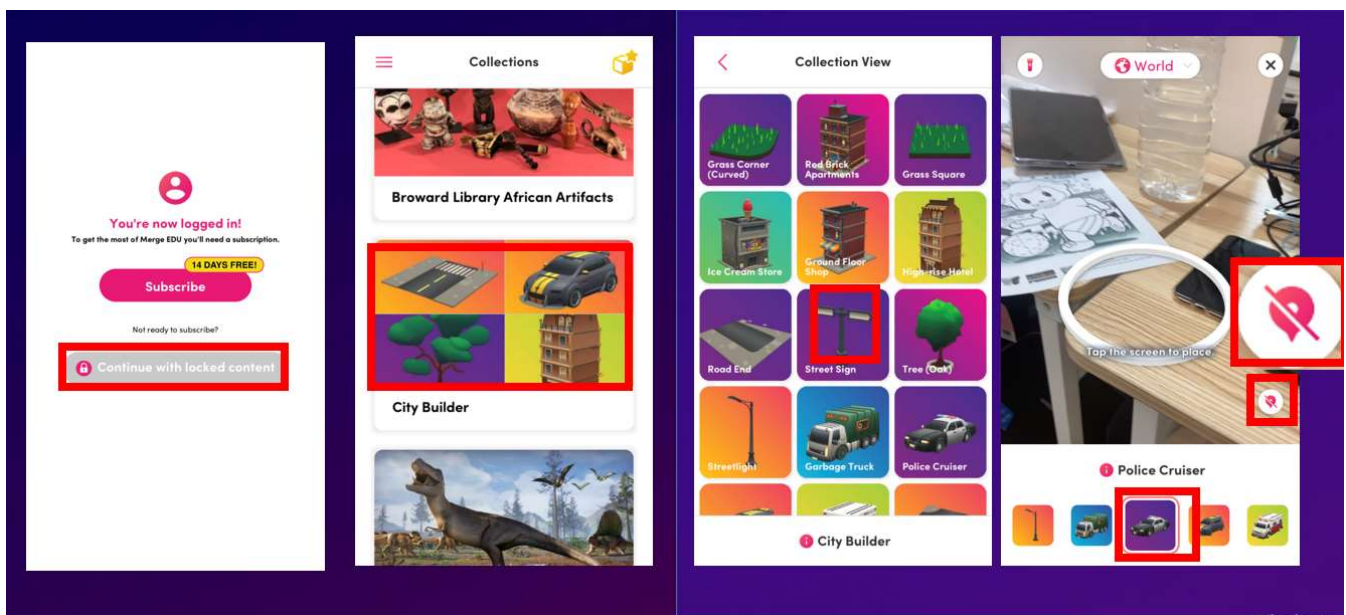 You're now logged in!
To get the most of Merge EDU you'll need a subscription.
14 DAYS FREE!
Subscribe
Not ready to subscribe?
Continue with locked content
Collections
Broward Library African Artifacts
City Builder
Collection View
Grass Corner
(Curved)
Red Brick
Apartments
Grass Square
Ice Cream Store
Ground Floor
Shop
High-rise Hotel
Road End
Street Sign
Tree (Oak)
Streetlight
Garbage Truck
Police Cruiser
City Builder
World
Tap the screen to place
Police Cruiser